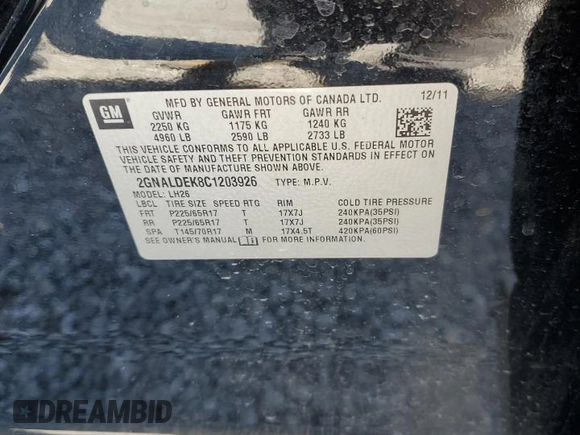 GM
MFD BY GENERAL MOTORS OF CANADA LTD. 12/11
GVWR GAWR FRT GAWR RR
2250 KG 1175 KG 1240 KG
4960 LB 2590 LB 2733 LB
THIS VEHICLE CONFORMS TO ALL APPLICABLE U.S. FEDERAL MOTOR
VEHICLE SAFETY AND THEFT PREVENTION STANDARDS IN EFFECT ON
THE DATE OF MANUFACTURE SHOWN ABOVE.
2GNALDEK8C1203926 TYPE: M.P.V.
MODEL: LH26
LBCL TIRE SIZE SPEED RTG RIM COLD TIRE PRESSURE
FRT P225/65R17 T 17X7J 240KPA(35PSI)
RR P225/65R17 T 17X7J 240KPA(35PSI)
SPA T145/70R17 M 17X4.5T 420KPA(60PSI)
SEE OWNER'S MANUAL FOR MORE INFORMATION.
DREAMBID